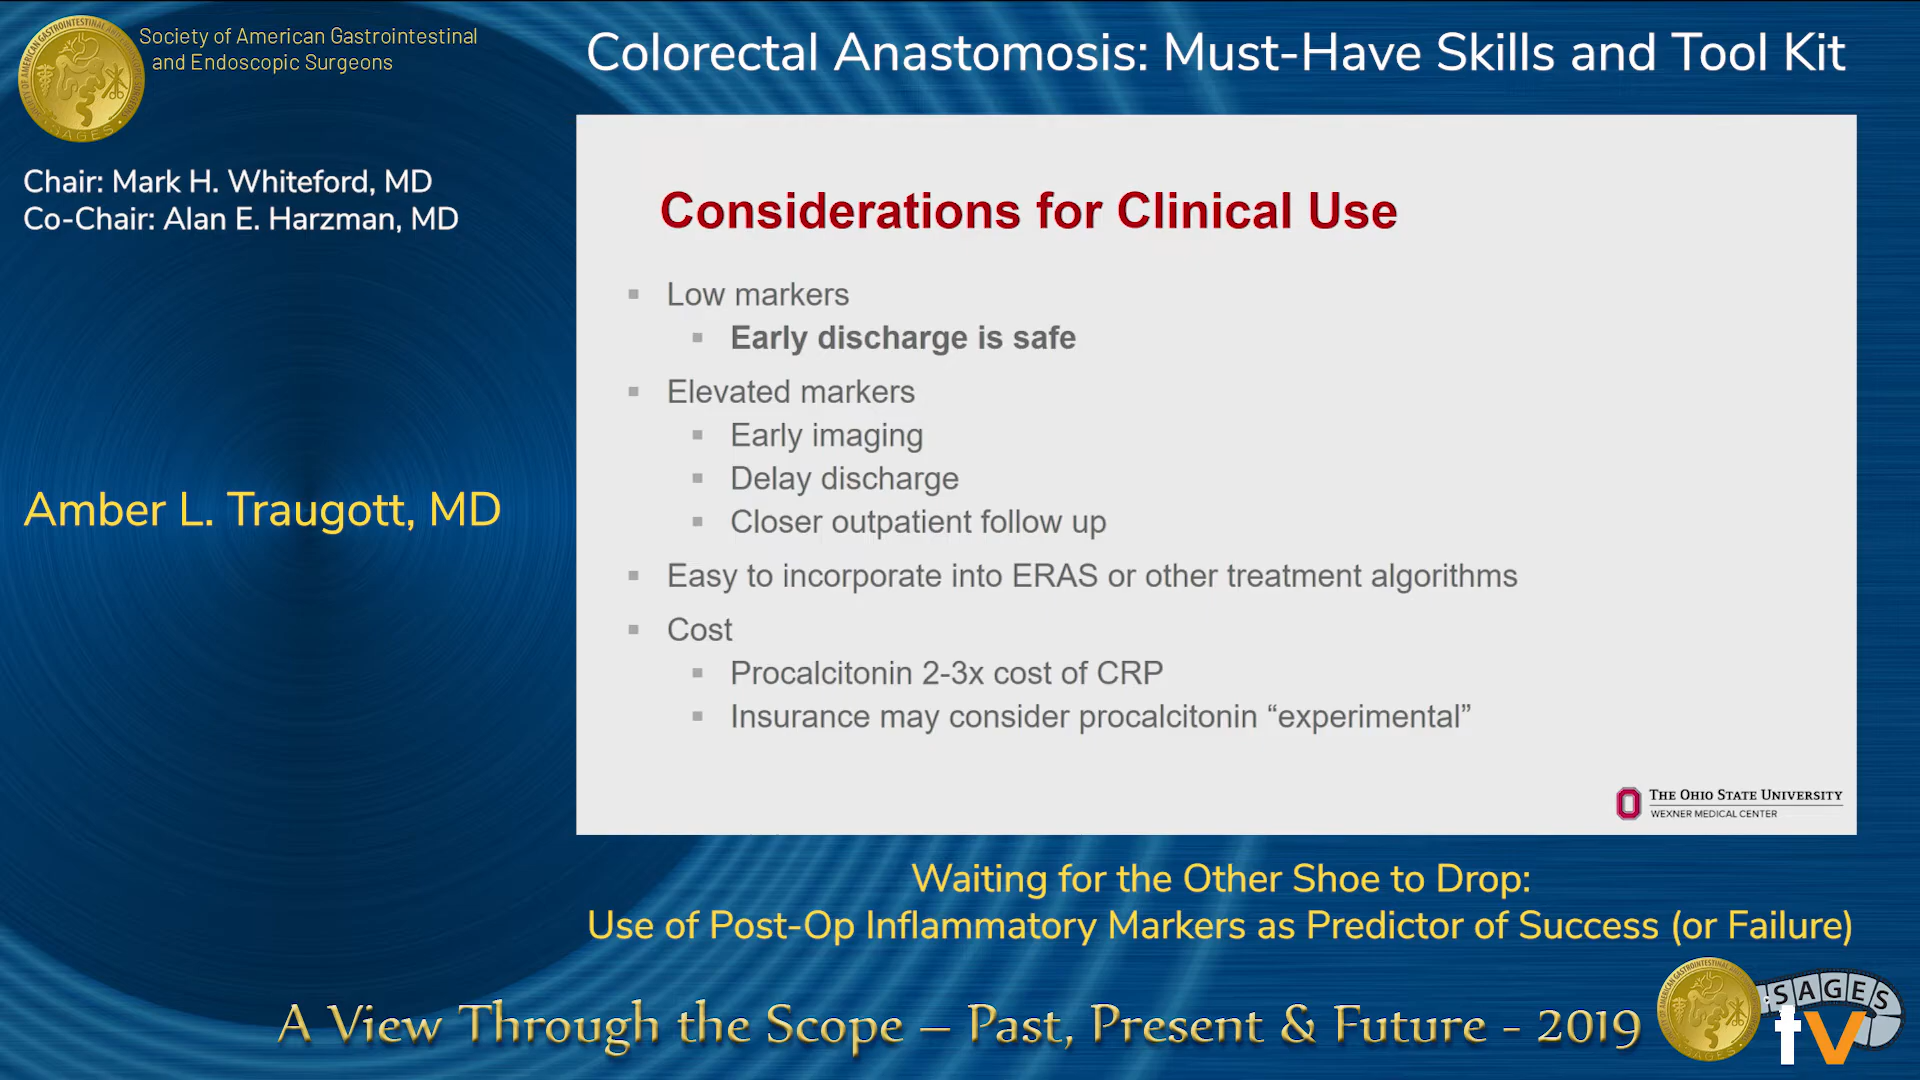 Society of American Gastrointestinal
and Endoscopic Surgeons
Colorectal Anastomosis: Must-Have Skills and Tool Kit
Chair: Mark H. Whiteford, MD
Co-Chair: Alan E. Harzman, MD
Amber L. Traugott, MD
Considerations for Clinical Use
Low markers
Early discharge is safe
Elevated markers
Early imaging
Delay discharge
Closer outpatient follow up
Easy to incorporate into ERAS or other treatment algorithms
Cost
Procalcitonin 2-3x cost of CRP
Insurance may consider procalcitonin “experimental”
THE OHIO STATE UNIVERSITY
WEXNER MEDICAL CENTER
Waiting for the Other Shoe to Drop:
Use of Post-Op Inflammatory Markers as Predictor of Success (or Failure)
A View Through the Scope – Past, Present & Future - 2019
SAGES
tv